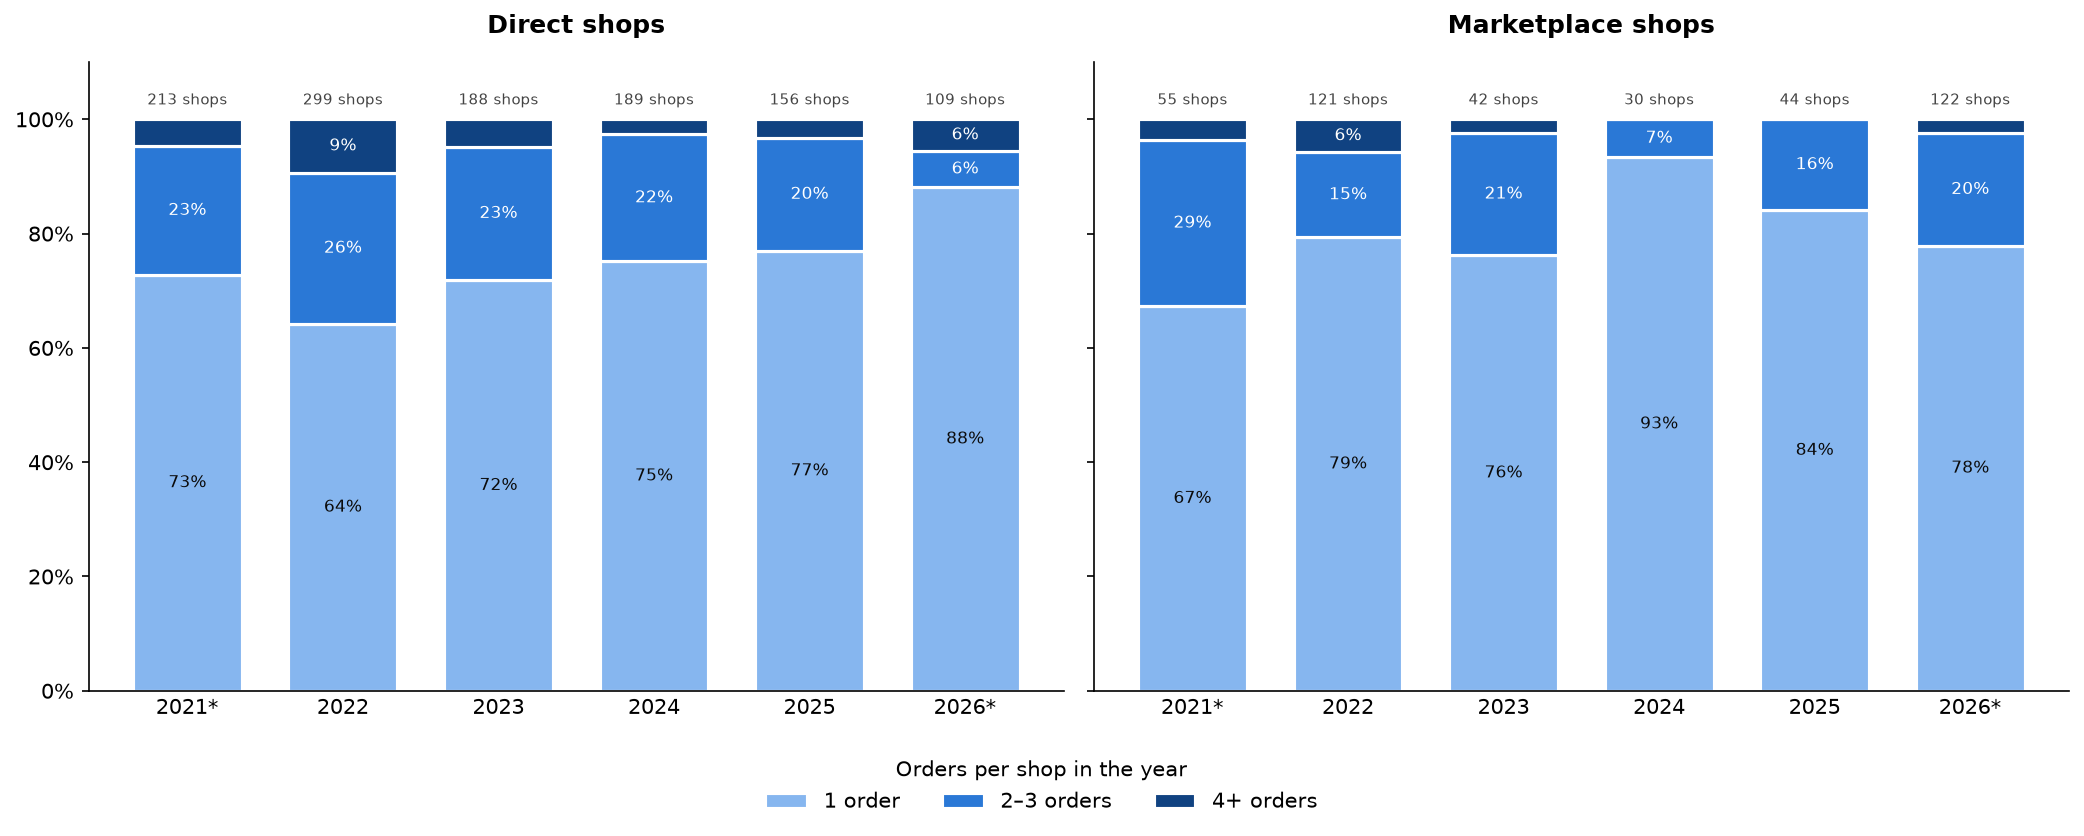 Direct shops
Marketplace shops
213 shops
299 shops
188 shops
189 shops
156 shops
109 shops
55 shops
121 shops
42 shops
30 shops
44 shops
122 shops
100%
80%
60%
40%
20%
0%
23%
73%
9%
26%
64%
23%
72%
22%
75%
20%
77%
6%
6%
88%
29%
67%
6%
15%
79%
21%
76%
7%
93%
16%
84%
20%
78%
2021*
2022
2023
2024
2025
2026*
2021*
2022
2023
2024
2025
2026*
Orders per shop in the year
1 order
2–3 orders
4+ orders